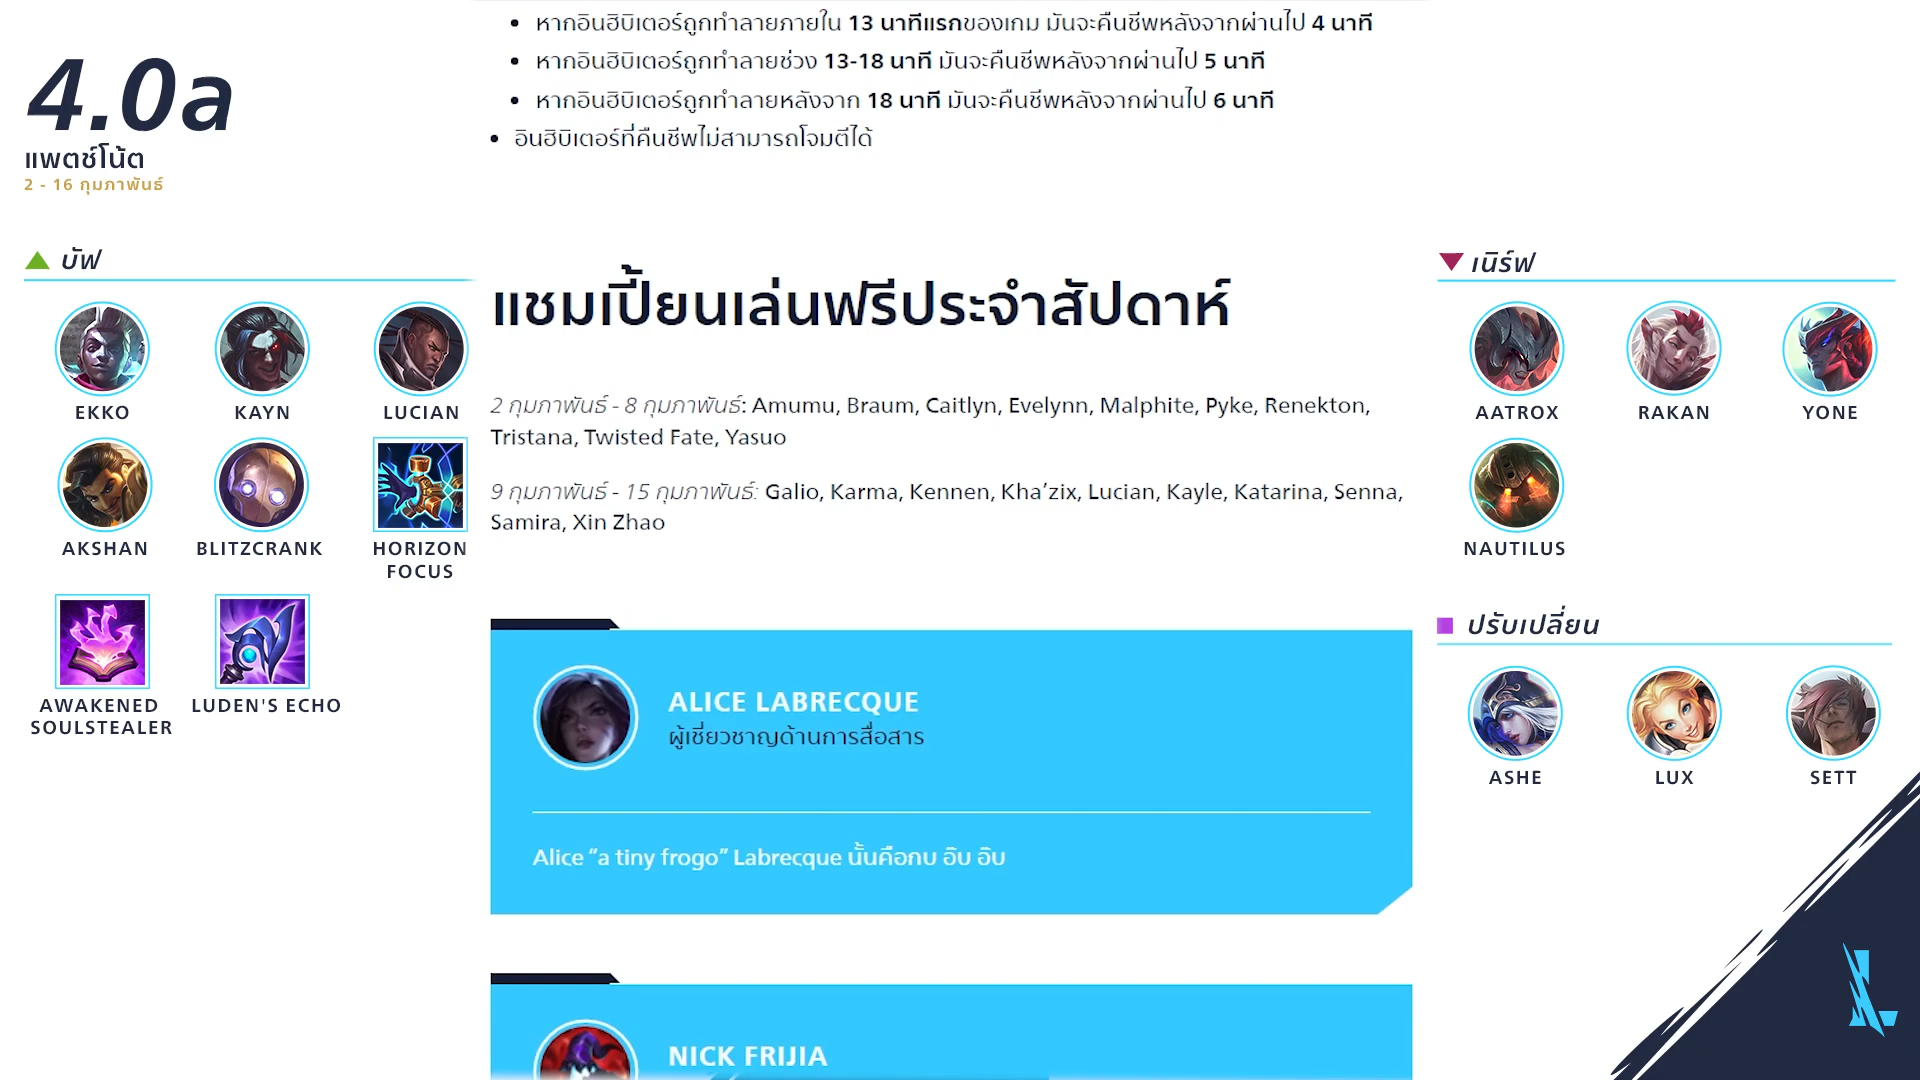 4.0a
แพตช์โน้ต
2 - 16 กุมภาพันธ์
บัฟ
EKKO
KAYN
LUCIAN
AKSHAN
BLITZCRANK
HORIZON
FOCUS
AWAKENED
SOULSTEALER
LUDEN'S ECHO
หากอินฮิบิเตอร์ถูกทำลายภายใน 13 นาทีแรกของเกม มันจะคืนชีพหลังจากผ่านไป 4 นาที
หากอินฮิบิเตอร์ถูกทำลายช่วง 13-18 นาที มันจะคืนชีพหลังจากผ่านไป 5 นาที
หากอินฮิบิเตอร์ถูกทำลายหลังจาก 18 นาที มันจะคืนชีพหลังจากผ่านไป 6 นาที
อินฮิบิเตอร์ที่คืนชีพไม่สามารถโจมตีได้
แชมเปี้ยนเล่นฟรีประจำสัปดาห์
2 กุมภาพันธ์ - 8 กุมภาพันธ์: Amumu, Braum, Caitlyn, Evelynn, Malphite, Pyke, Renekton,
Tristana, Twisted Fate, Yasuo
9 กุมภาพันธ์ - 15 กุมภาพันธ์: Galio, Karma, Kennen, Kha’zix, Lucian, Kayle, Katarina, Senna,
Samira, Xin Zhao
ALICE LABRECQUE
ผู้เชี่ยวชาญด้านการสื่อสาร
Alice “a tiny frogo” Labrecque นั้นคือกบ อ๊บ อ๊บ
NICK FRIJIA
เนิร์ฟ
AATROX
RAKAN
YONE
NAUTILUS
ปรับเปลี่ยน
ASHE
LUX
SETT